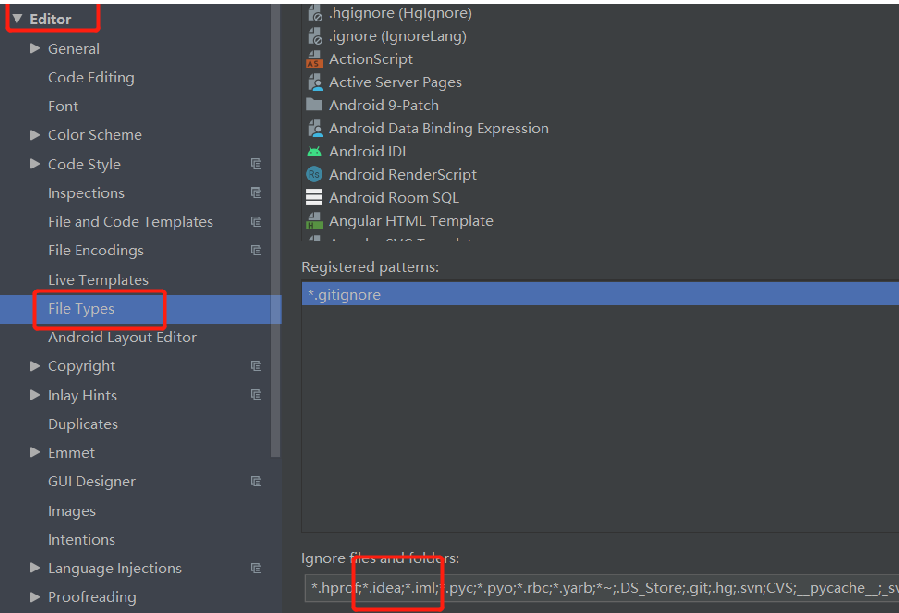 Editor
General
Code Editing
Font
Color Scheme
Code Style
Inspections
File and Code Templates
File Encodings
Live Templates
File Types
Android Layout Editor
Copyright
Inlay Hints
Duplicates
Emmet
GUI Designer
Images
Intentions
Language Injections
Proofreading
.hgignore (HgIgnore)
.ignore (IgnoreLang)
ActionScript
Active Server Pages
Android 9-Patch
Android Data Binding Expression
Android IDL
Android RenderScript
Android Room SQL
Angular HTML Template
Registered patterns:
*.gitignore
Ignore files and folders:
*.hprof;*.idea;*.iml;*.pyc;*.pyo;*.rbc;*.yarb;*~;.DS_Store;.git;.hg;.svn;CVS;__pycache__;_sv